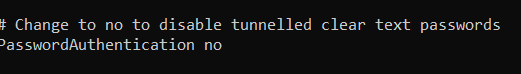 # Change to no to disable tunnelled clear text passwords
PasswordAuthentication no